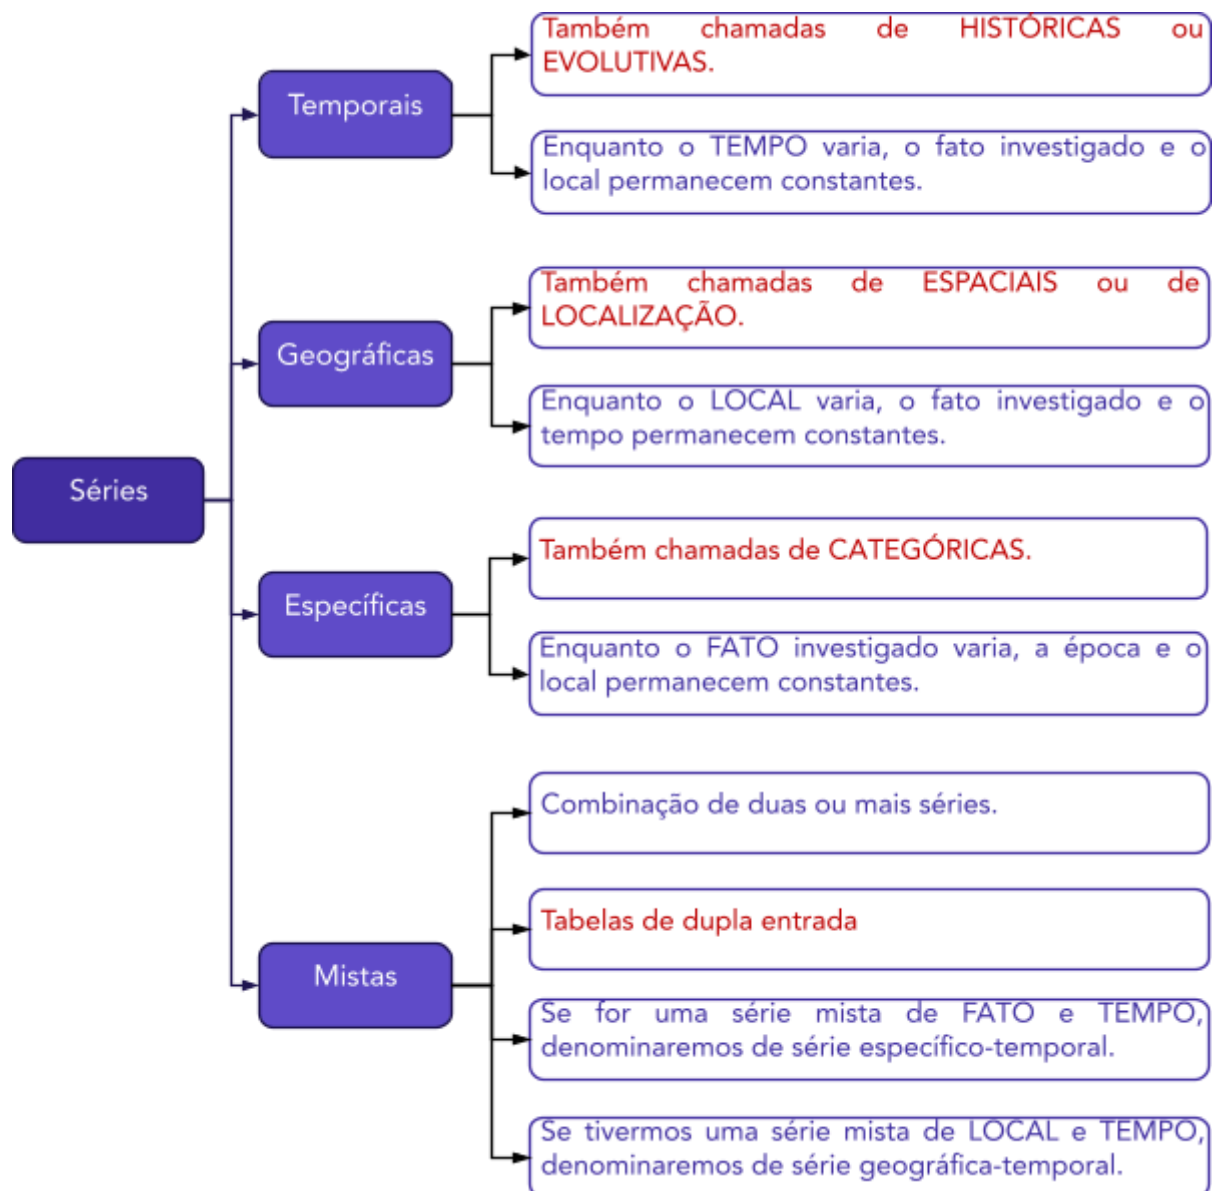 Também chamadas de HISTÓRICAS ou
EVOLUTIVAS.
Temporais
Enquanto o TEMPO varia, o fato investigado e o
local permanecem constantes.
Também chamadas de ESPACIAIS ou de
LOCALIZAÇÃO.
Geográficas
Enquanto o LOCAL varia, o fato investigado e o
tempo permanecem constantes.
Séries
Também chamadas de CATEGÓRICAS.
Específicas
Enquanto o FATO investigado varia, a época e o
local permanecem constantes.
Combinação de duas ou mais séries.
Tabelas de dupla entrada
Mistas
Se for uma série mista de FATO e TEMPO,
denominaremos de série específico-temporal.
Se tivermos uma série mista de LOCAL e TEMPO,
denominaremos de série geográfica-temporal.